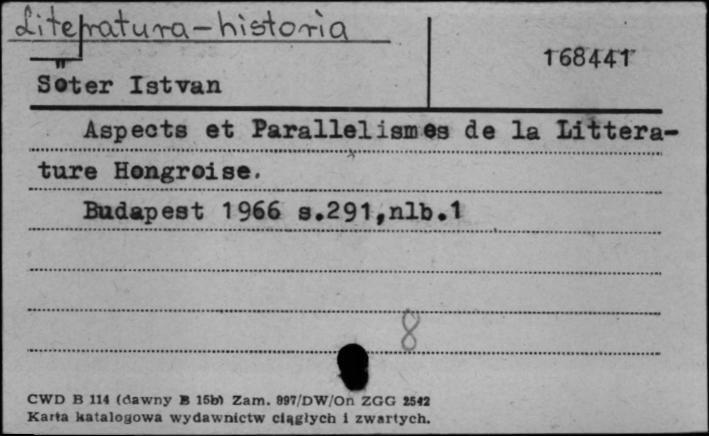 Literatura-historia
168441
Söter Istvan
Aspects et Parallelismes de la Littera-
ture Hongroise.
Budapest 1966 s.291,nlb.1
8
CWD B 114 (dawny B 15b) Zam. 997/DW/On ZGG 2542
Karta katalogowa wydawnictw ciągłych i zwartych.